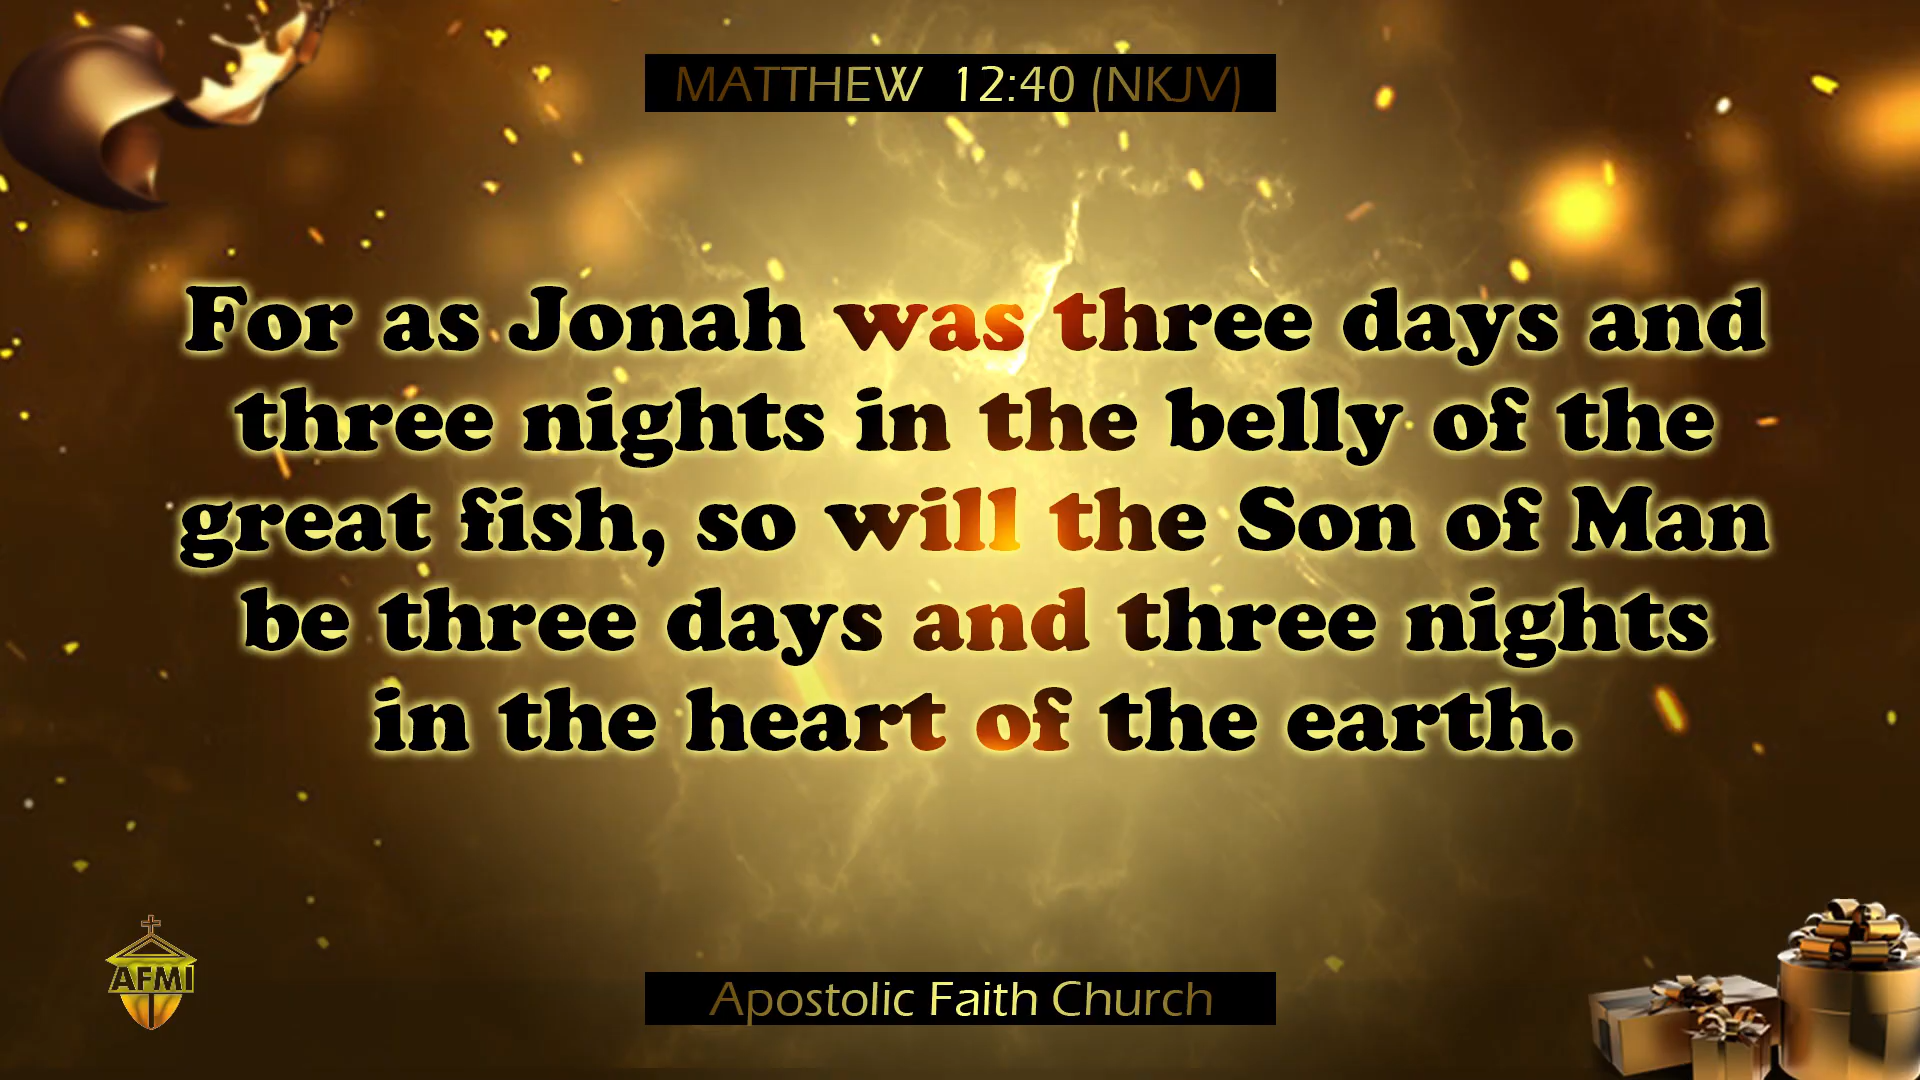 MATTHEW 12:40 (NKJV)
For as Jonah was three days and
three nights in the belly of the
great fish, so will the Son of Man
be three days and three nights
in the heart of the earth.
AFMI
Apostolic Faith Church